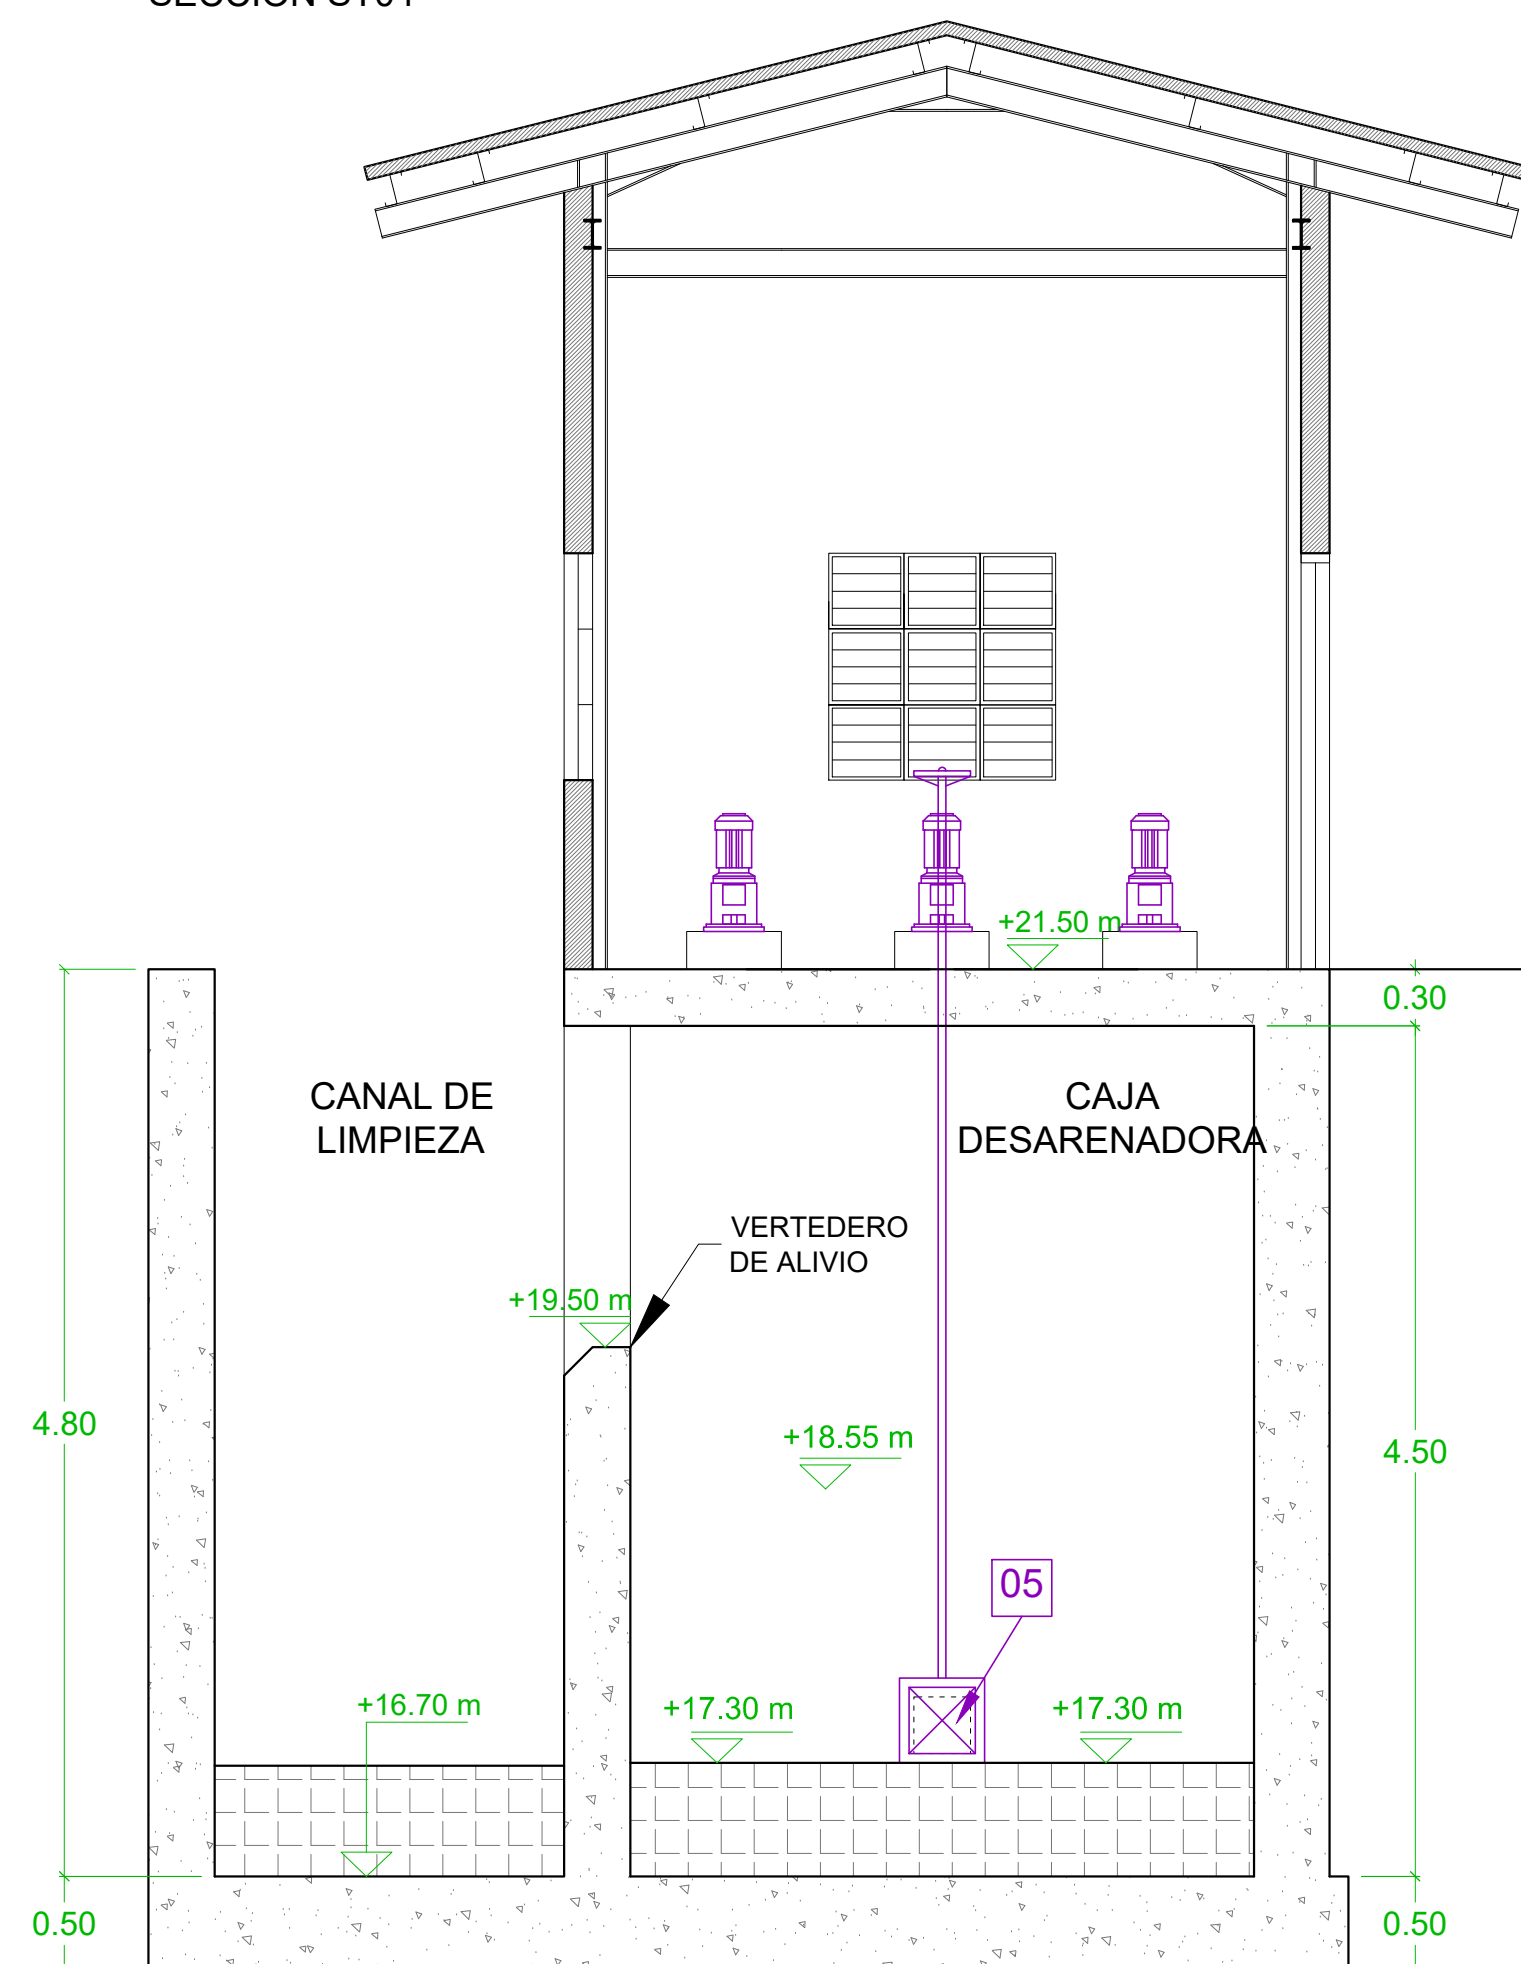 +21.50 m
0.30
CANAL DE
LIMPIEZA
CAJA
DESARENADORA
VERTEDERO
DE ALIVIO
+19.50 m
4.80
+18.55 m
4.50
05
+16.70 m
+17.30 m
+17.30 m
0.50
0.50